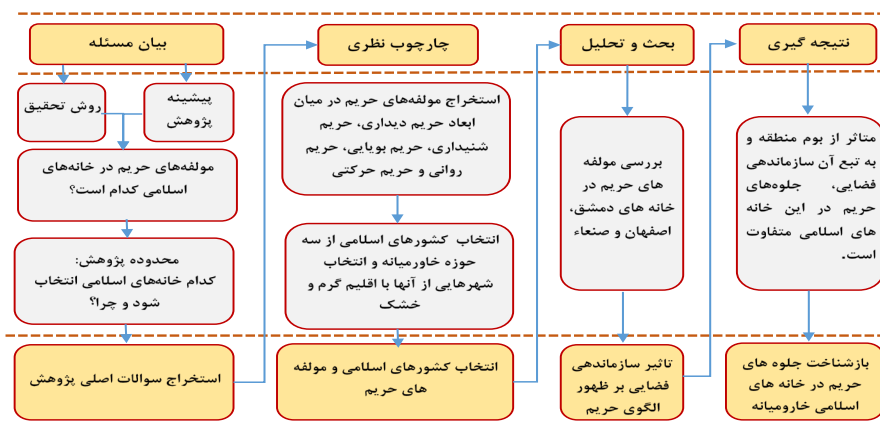 بیان مسئله
چارچوب نظری
بحث و تحلیل
نتیجه گیری
پیشینه
پژوهش
روش تحقیق
مولفه‌های حریم در خانه‌های
اسلامی کدام است؟
محدوده پژوهش:
کدام خانه‌های اسلامی انتخاب
شود و چرا؟
استخراج سوالات اصلی پژوهش
استخراج مولفه‌های حریم در میان
ابعاد حریم دیداری، حریم
شنیداری، حریم بویایی، حریم
روانی و حریم حرکتی
انتخاب کشورهای اسلامی از سه
حوزه خاورمیانه و انتخاب
شهرهایی از آنها با اقلیم گرم و
خشک
انتخاب کشورهای اسلامی و مولفه
های حریم
بررسی مولفه
های حریم در
خانه های دمشق،
اصفهان و صنعاء
تاثیر سازماندهی
فضایی بر ظهور
الگوی حریم
متاثر از بوم منطقه و
به تبع آن سازماندهی
فضایی، جلوه‌های
حریم در این خانه
های اسلامی متفاوت
است.
بازشناخت جلوه های
حریم در خانه های
اسلامی خارومیانه